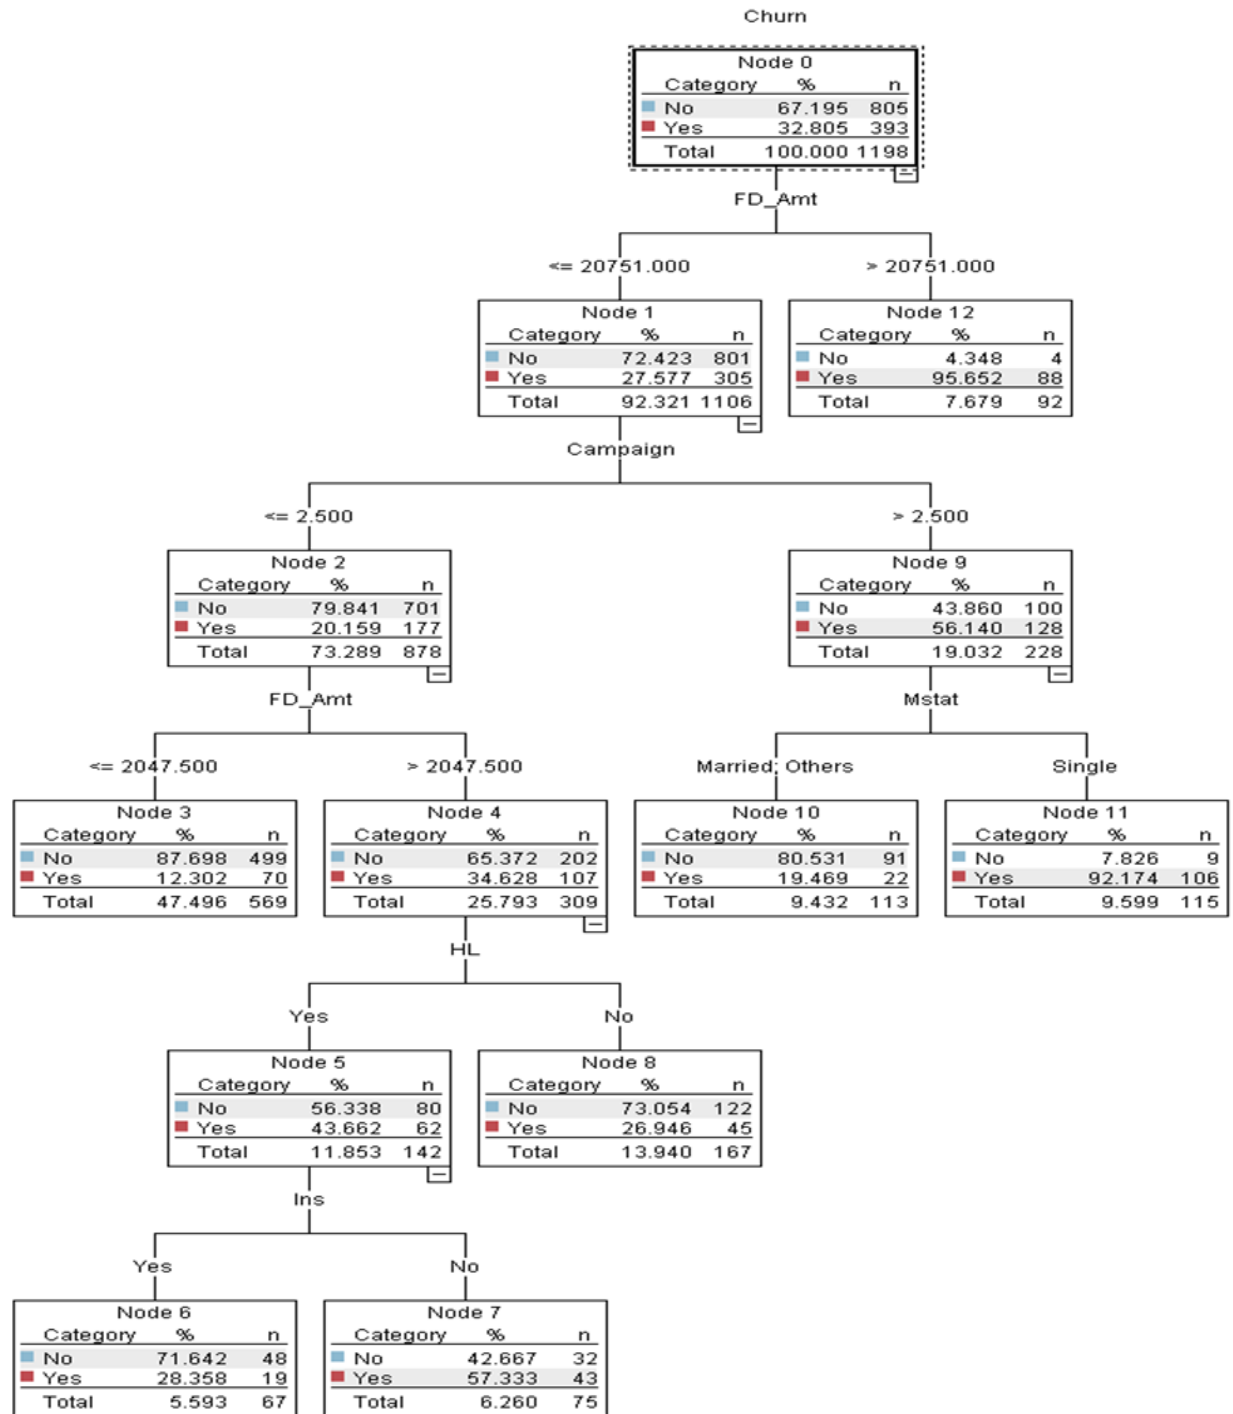 Churn
Node 0
Category % n
No 67.195 805
Yes 32.805 393
Total 100.000 1198
FD_Amt
<= 20751.000 > 20751.000
Node 1
Category % n
No 72.423 801
Yes 27.577 305
Total 92.321 1106
Node 12
Category % n
No 4.348 4
Yes 95.652 88
Total 7.679 92
Campaign
<= 2.500 > 2.500
Node 2
Category % n
No 79.841 701
Yes 20.159 177
Total 73.289 878
Node 9
Category % n
No 43.860 100
Yes 56.140 128
Total 19.032 228
FD_Amt
Mstat
<= 2047.500 > 2047.500
Married; Others Single
Node 3
Category % n
No 87.698 499
Yes 12.302 70
Total 47.496 569
Node 4
Category % n
No 65.372 202
Yes 34.628 107
Total 25.793 309
Node 10
Category % n
No 80.531 91
Yes 19.469 22
Total 9.432 113
Node 11
Category % n
No 7.826 9
Yes 92.174 106
Total 9.599 115
HL
Yes No
Node 5
Category % n
No 56.338 80
Yes 43.662 62
Total 11.853 142
Node 8
Category % n
No 73.054 122
Yes 26.946 45
Total 13.940 167
Ins
Yes No
Node 6
Category % n
No 71.642 48
Yes 28.358 19
Total 5.593 67
Node 7
Category % n
No 42.667 32
Yes 57.333 43
Total 6.260 75